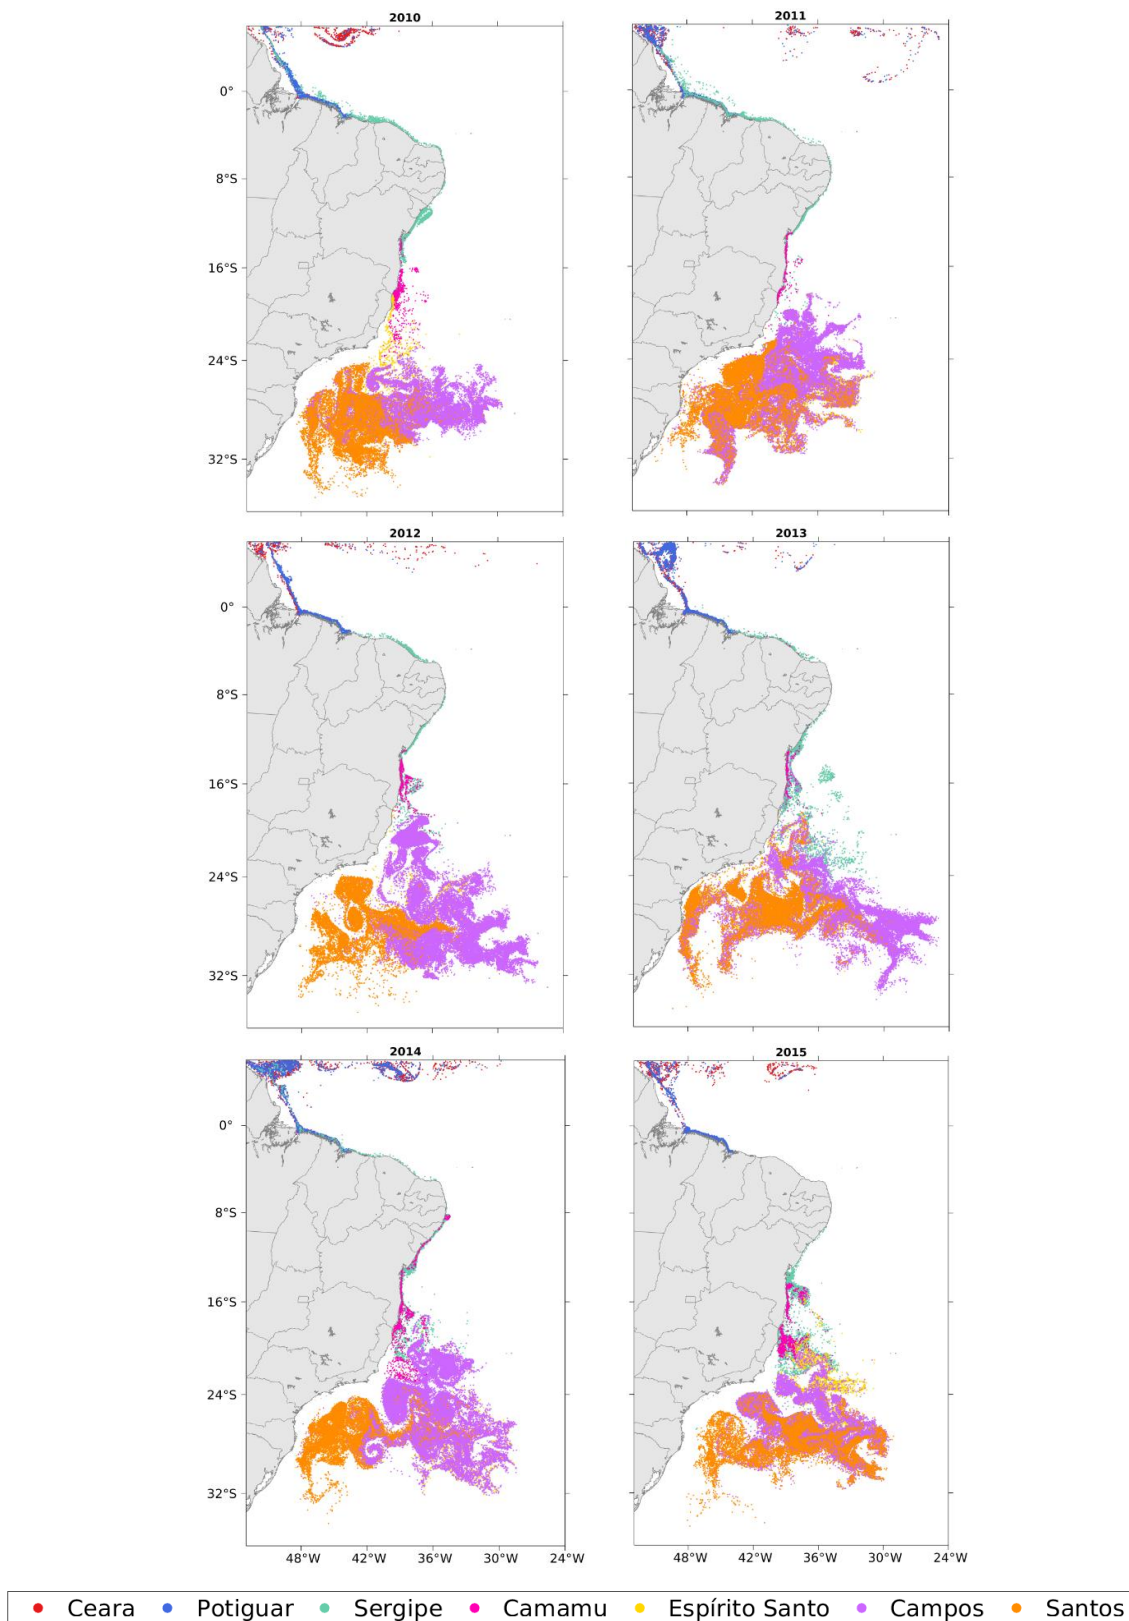 2010 2011
0°
8°S
16°S
24°S
32°S
2012 2013
0°
8°S
16°S
24°S
32°S
2014 2015
0°
8°S
16°S
24°S
32°S
48°W 42°W 36°W 30°W 24°W 48°W 42°W 36°W 30°W 24°W
Ceara Potiguar Sergipe Camamu Espírito Santo Campos Santos